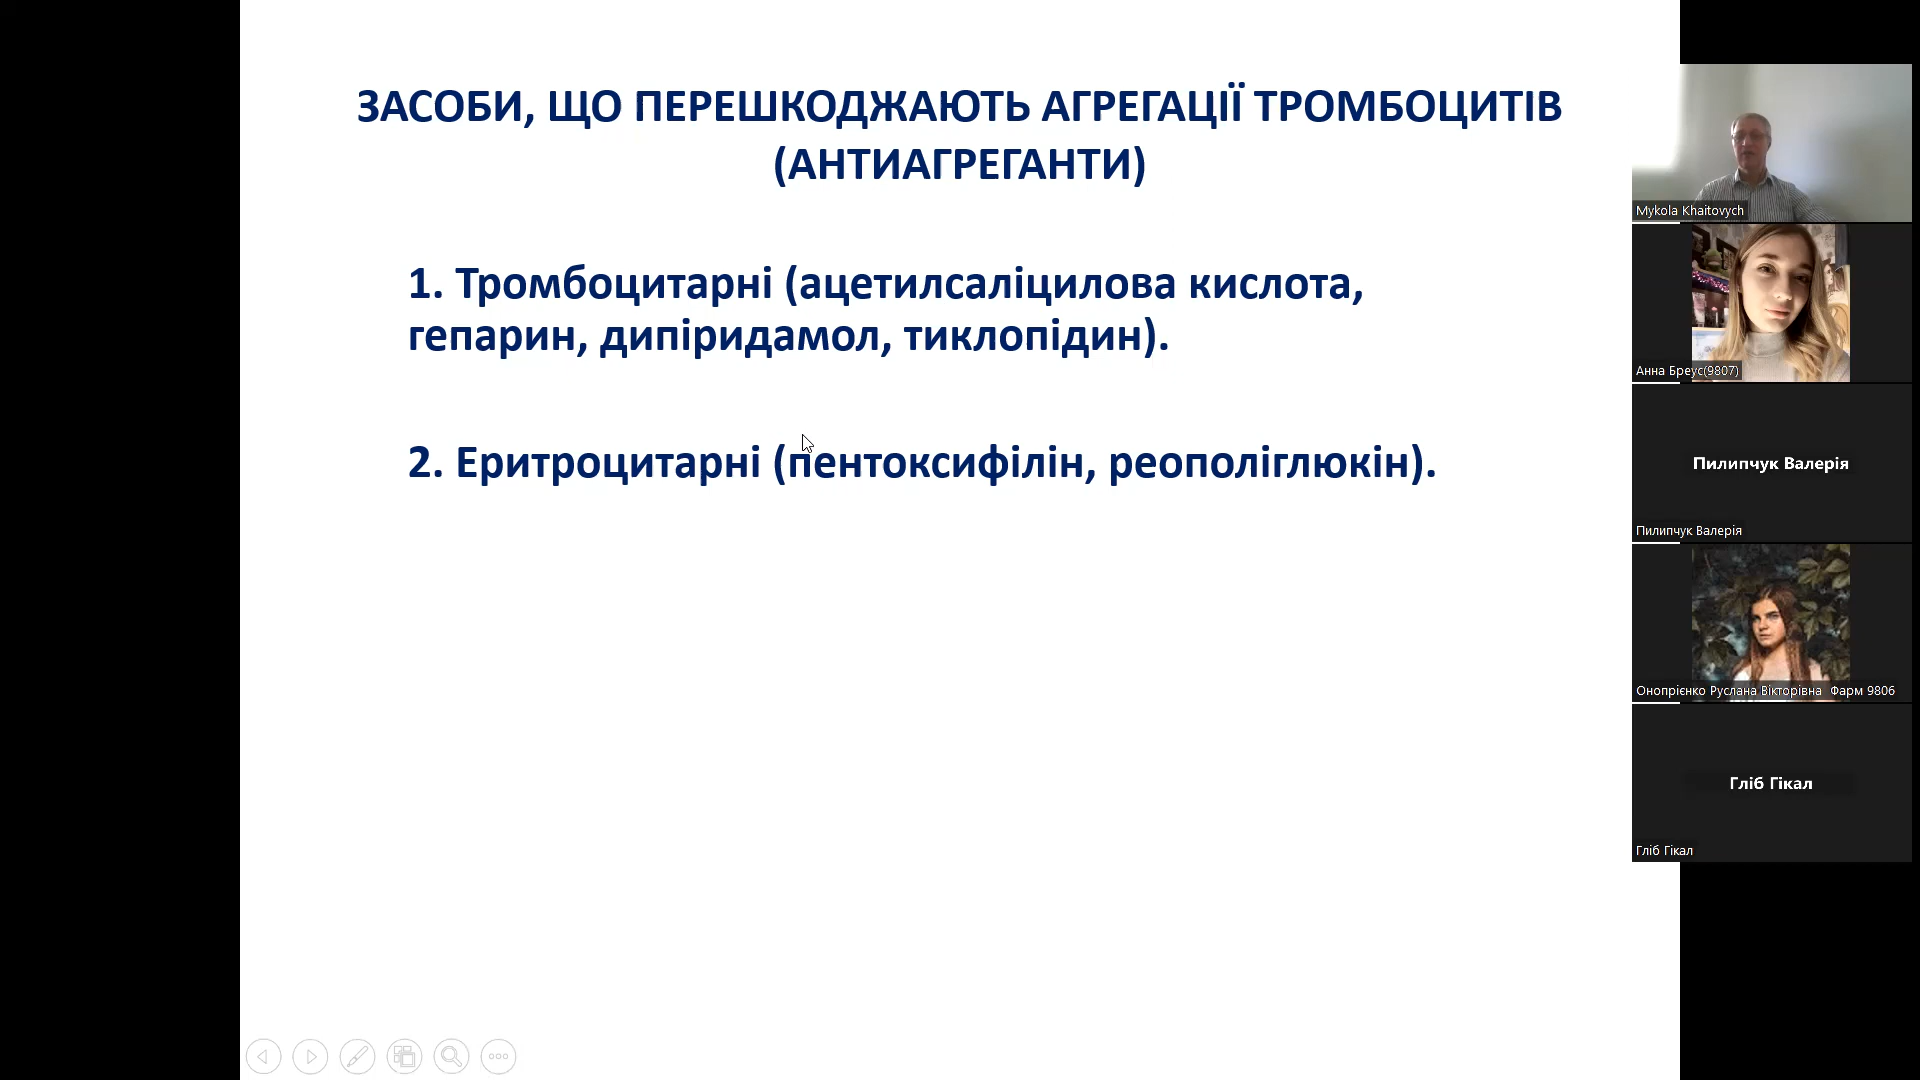 ЗАСОБИ, ЩО ПЕРЕШКОДЖАЮТЬ АГРЕГАЦІЇ ТРОМБОЦИТІВ
(АНТИАГРЕГАНТИ)
1. Тромбоцитарні (ацетилсаліцилова кислота,
гепарин, дипіридамол, тиклопідин).
2. Еритроцитарні (пентоксифілін, реополіглюкін).
Mykola Khaitovych
Анна Бреус(9807)
Пилипчук Валерія
Пилипчук Валерія
Онопрієнко Руслана Вікторівна Фарм 9806
Гліб Гікал
Гліб Гікал